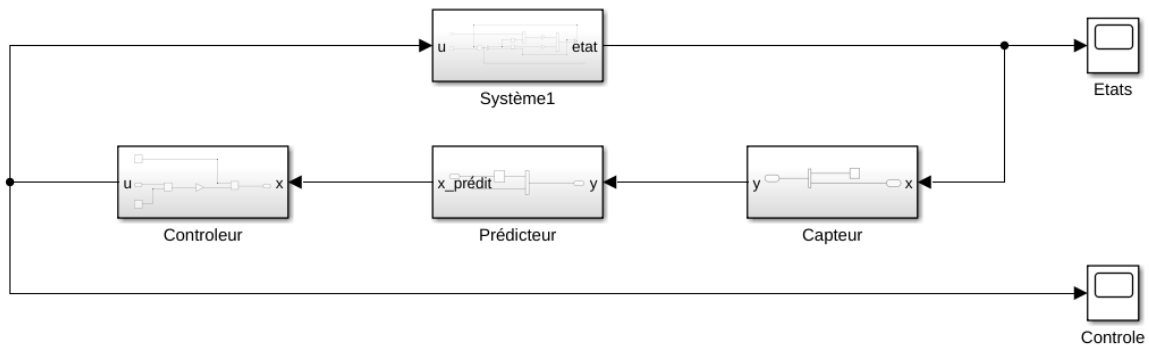 u
etat
Système1
Etats
u
x
Controleur
x_prédit
y
Prédicteur
y
x
Capteur
Controle